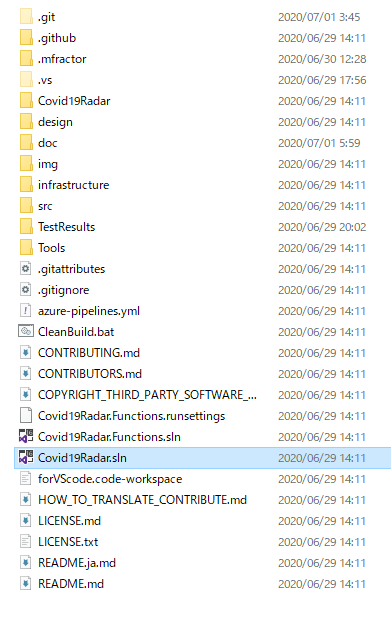 .git 2020/07/01 3:45
.github 2020/06/29 14:11
.mfractor 2020/06/30 12:28
.vs 2020/06/29 17:56
Covid19Radar 2020/06/29 14:11
design 2020/06/29 14:11
doc 2020/07/01 5:59
img 2020/06/29 14:11
infrastructure 2020/06/29 14:11
src 2020/06/29 14:11
TestResults 2020/06/29 20:02
Tools 2020/06/29 14:11
.gitattributes 2020/06/29 14:11
.gitignore 2020/06/29 14:11
azure-pipelines.yml 2020/06/29 14:11
CleanBuild.bat 2020/06/29 14:11
CONTRIBUTING.md 2020/06/29 14:11
CONTRIBUTORS.md 2020/06/29 14:11
COPYRIGHT_THIRD_PARTY_SOFTWARE_... 2020/06/29 14:11
Covid19Radar.Functions.runsettings 2020/06/29 14:11
Covid19Radar.Functions.sln 2020/06/29 14:11
Covid19Radar.sln 2020/06/29 14:11
forVScode.code-workspace 2020/06/29 14:11
HOW_TO_TRANSLATE_CONTRIBUTE.md 2020/06/29 14:11
LICENSE.md 2020/06/29 14:11
LICENSE.txt 2020/06/29 14:11
README.ja.md 2020/06/29 14:11
README.md 2020/06/29 14:11